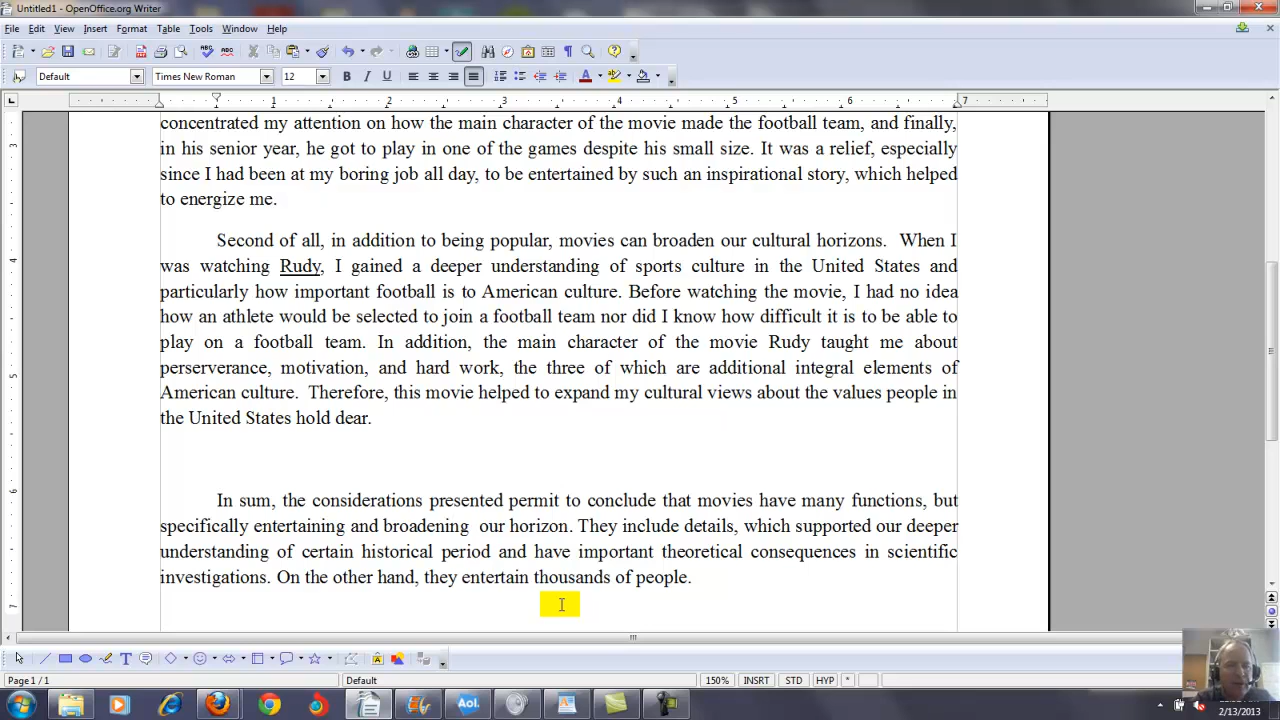 Untitled1 - OpenOffice.org Writer
File Edit View Insert Format Table Tools Window Help
Default Times New Roman 12 B I U
1 2 3 4 5 6 7
concentrated my attention on how the main character of the movie made the football team, and finally,
in his senior year, he got to play in one of the games despite his small size. It was a relief, especially
since I had been at my boring job all day, to be entertained by such an inspirational story, which helped
to energize me.
Second of all, in addition to being popular, movies can broaden our cultural horizons. When I
was watching Rudy, I gained a deeper understanding of sports culture in the United States and
particularly how important football is to American culture. Before watching the movie, I had no idea
how an athlete would be selected to join a football team nor did I know how difficult it is to be able to
play on a football team. In addition, the main character of the movie Rudy taught me about
perserverance, motivation, and hard work, the three of which are additional integral elements of
American culture. Therefore, this movie helped to expand my cultural views about the values people in
the United States hold dear.
In sum, the considerations presented permit to conclude that movies have many functions, but
specifically entertaining and broadening our horizon. They include details, which supported our deeper
understanding of certain historical period and have important theoretical consequences in scientific
investigations. On the other hand, they entertain thousands of people.
Page 1 / 1 Default 150% INSRT STD HYP *
Aol.
2/13/2013